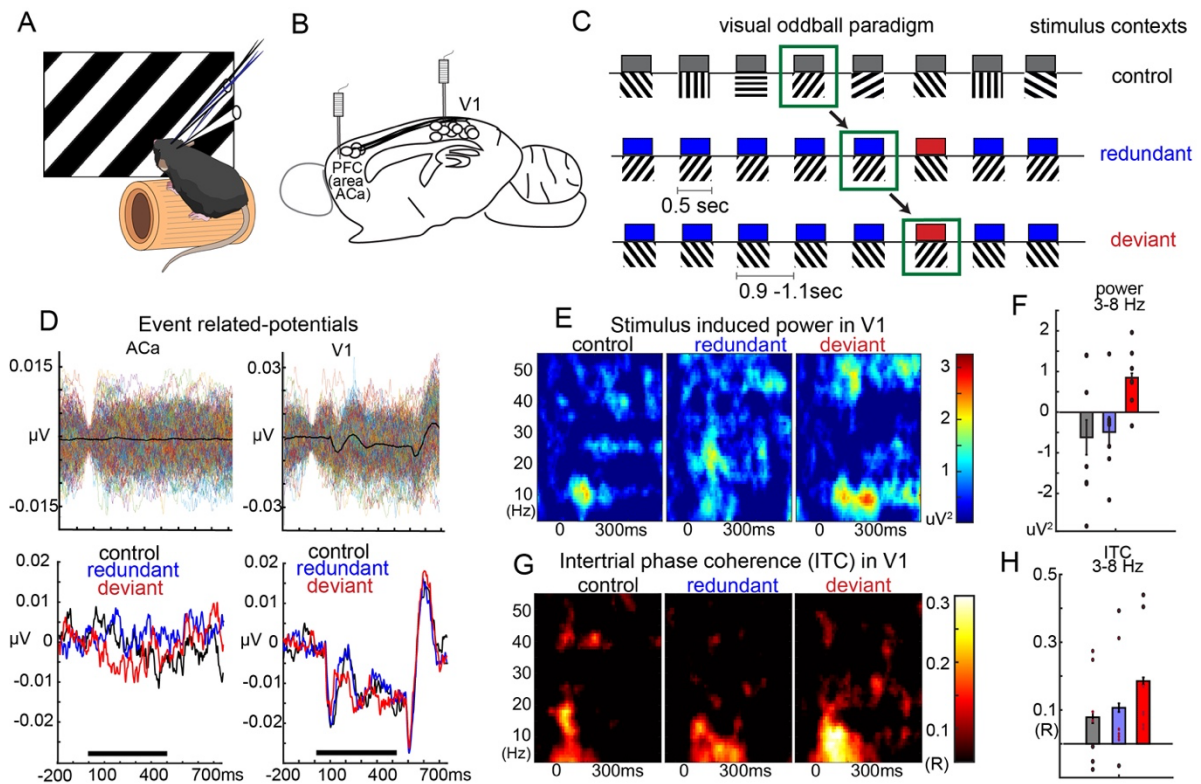 A
B
V1
PFC
(area
ACa)
C
visual oddball paradigm
stimulus contexts
control
redundant
0.5 sec
deviant
0.9 -1.1sec
D
Event related-potentials
ACa
V1
0.015
μV
-0.015
0.03
μV
-0.03
control
redundant
deviant
0.02
0.01
μV
0
-0.01
-0.02
-200
100
400
700ms
control
redundant
deviant
0.02
0.01
μV
0
-0.01
-0.02
-200
100
400
700ms
E
Stimulus induced power in V1
control
redundant
deviant
50
40
30
20
10
(Hz)
0
300ms
0
300ms
0
300ms
3
2
1
uV²
F
power
3-8 Hz
2
1
0
-1
-2
uV²
G
Intertrial phase coherence (ITC) in V1
control
redundant
deviant
50
40
30
20
10
(Hz)
0
300ms
0
300ms
0
300ms
0.3
0.2
0.1
(R)
H
ITC
3-8 Hz
0.5
0.3
0.1
(R)